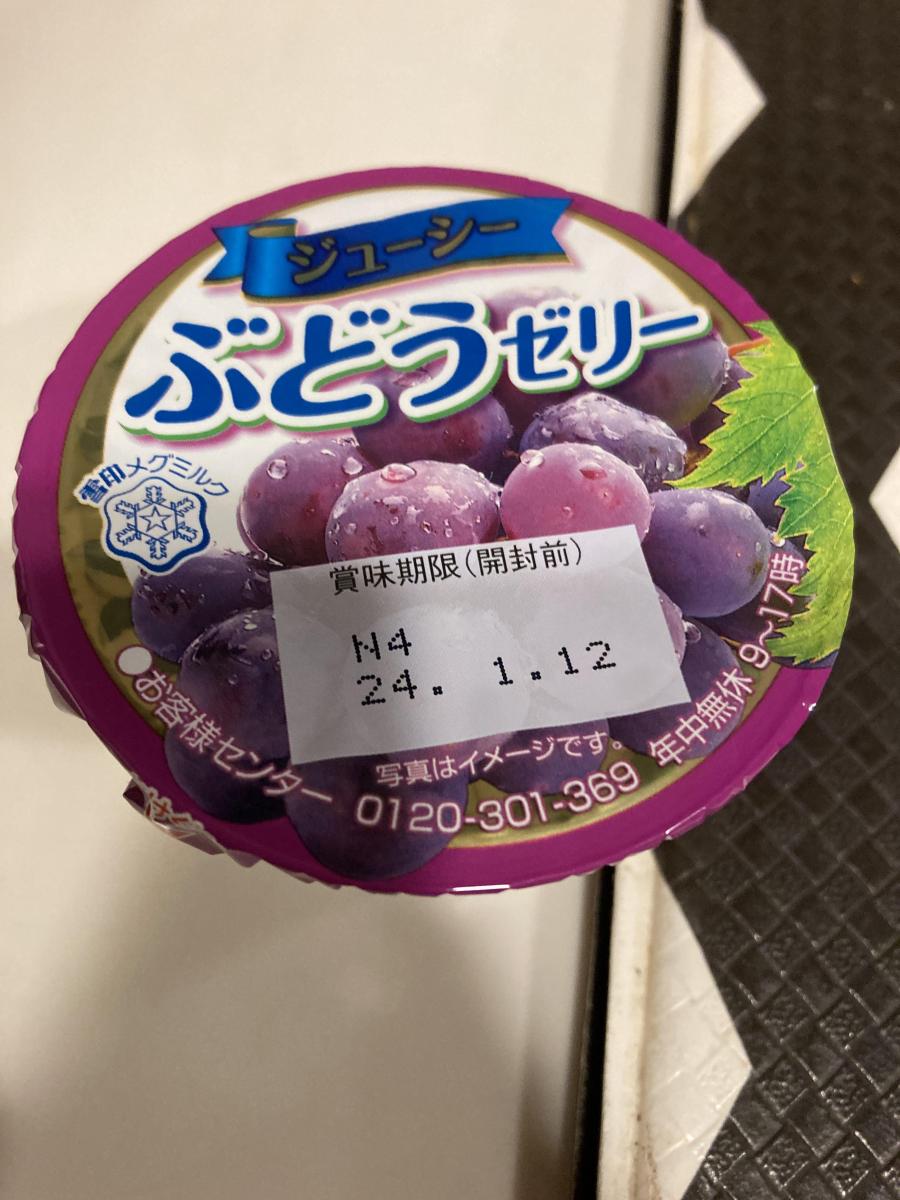 ジューシー
ぶどうゼリー
雪印メグミルク
賞味期限(開封前)
N4
24. 1.12
写真はイメージです。
●お客様センター 0120-301-369 年中無休 9~17時